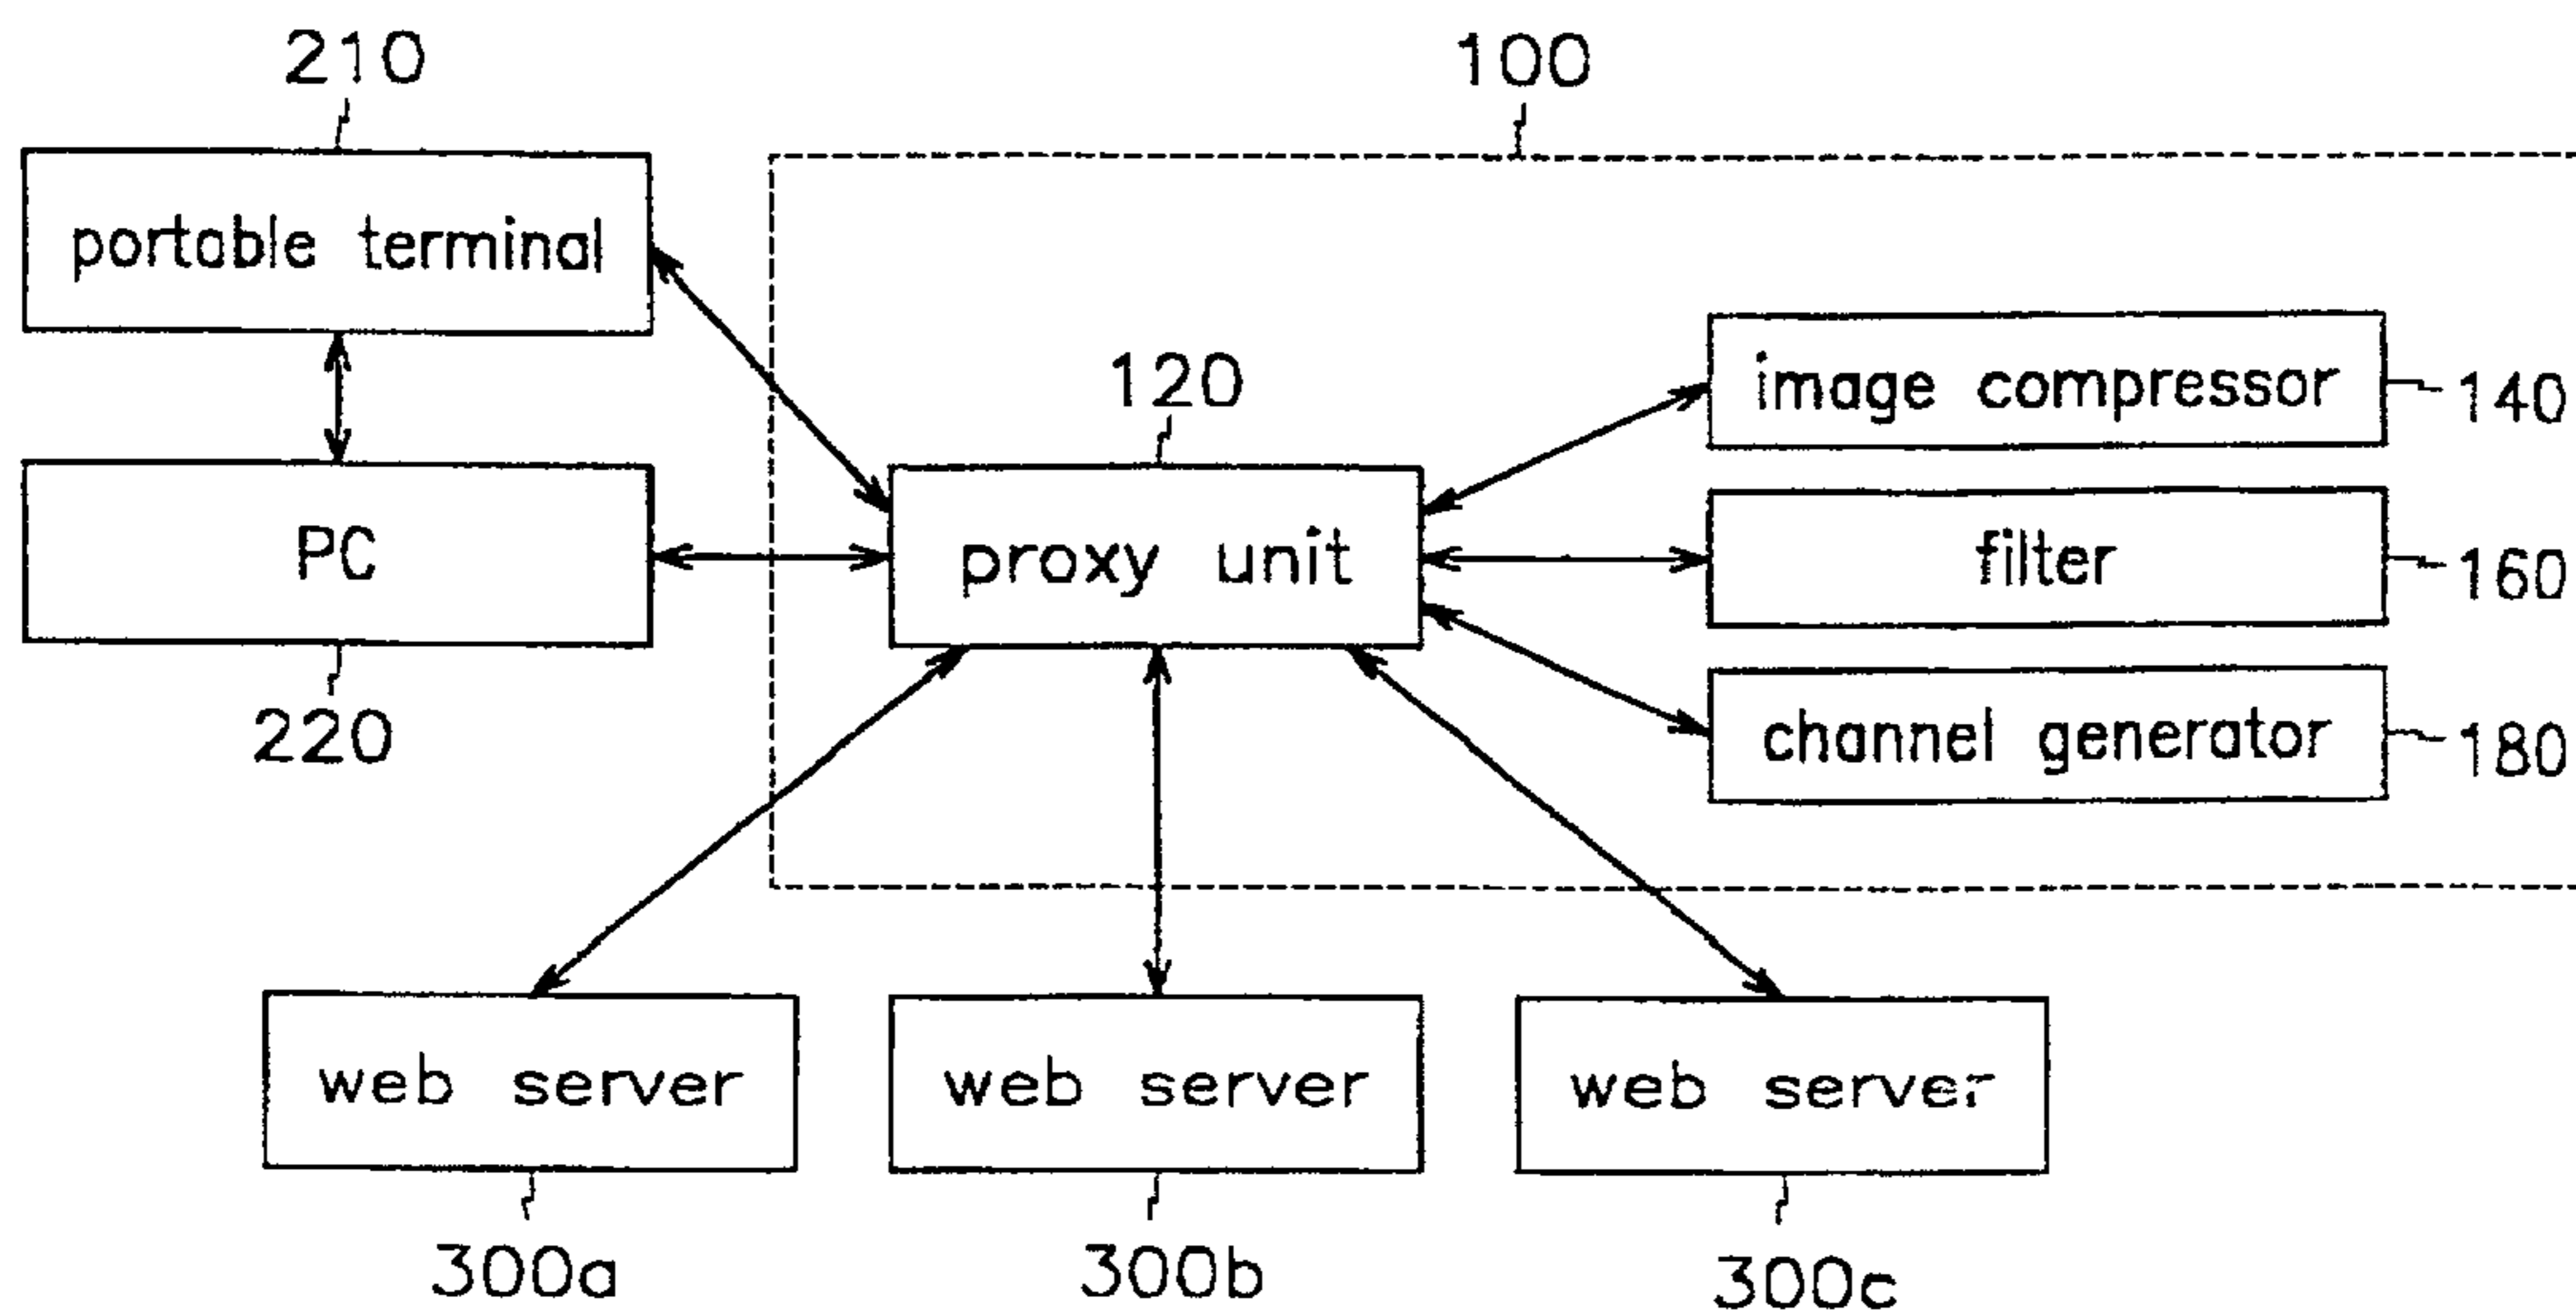 210
100
portable terminal
120
image compressor
140
PC
proxy unit
filter
160
220
channel generator
180
web server
web server
web server
300a
300b
300c